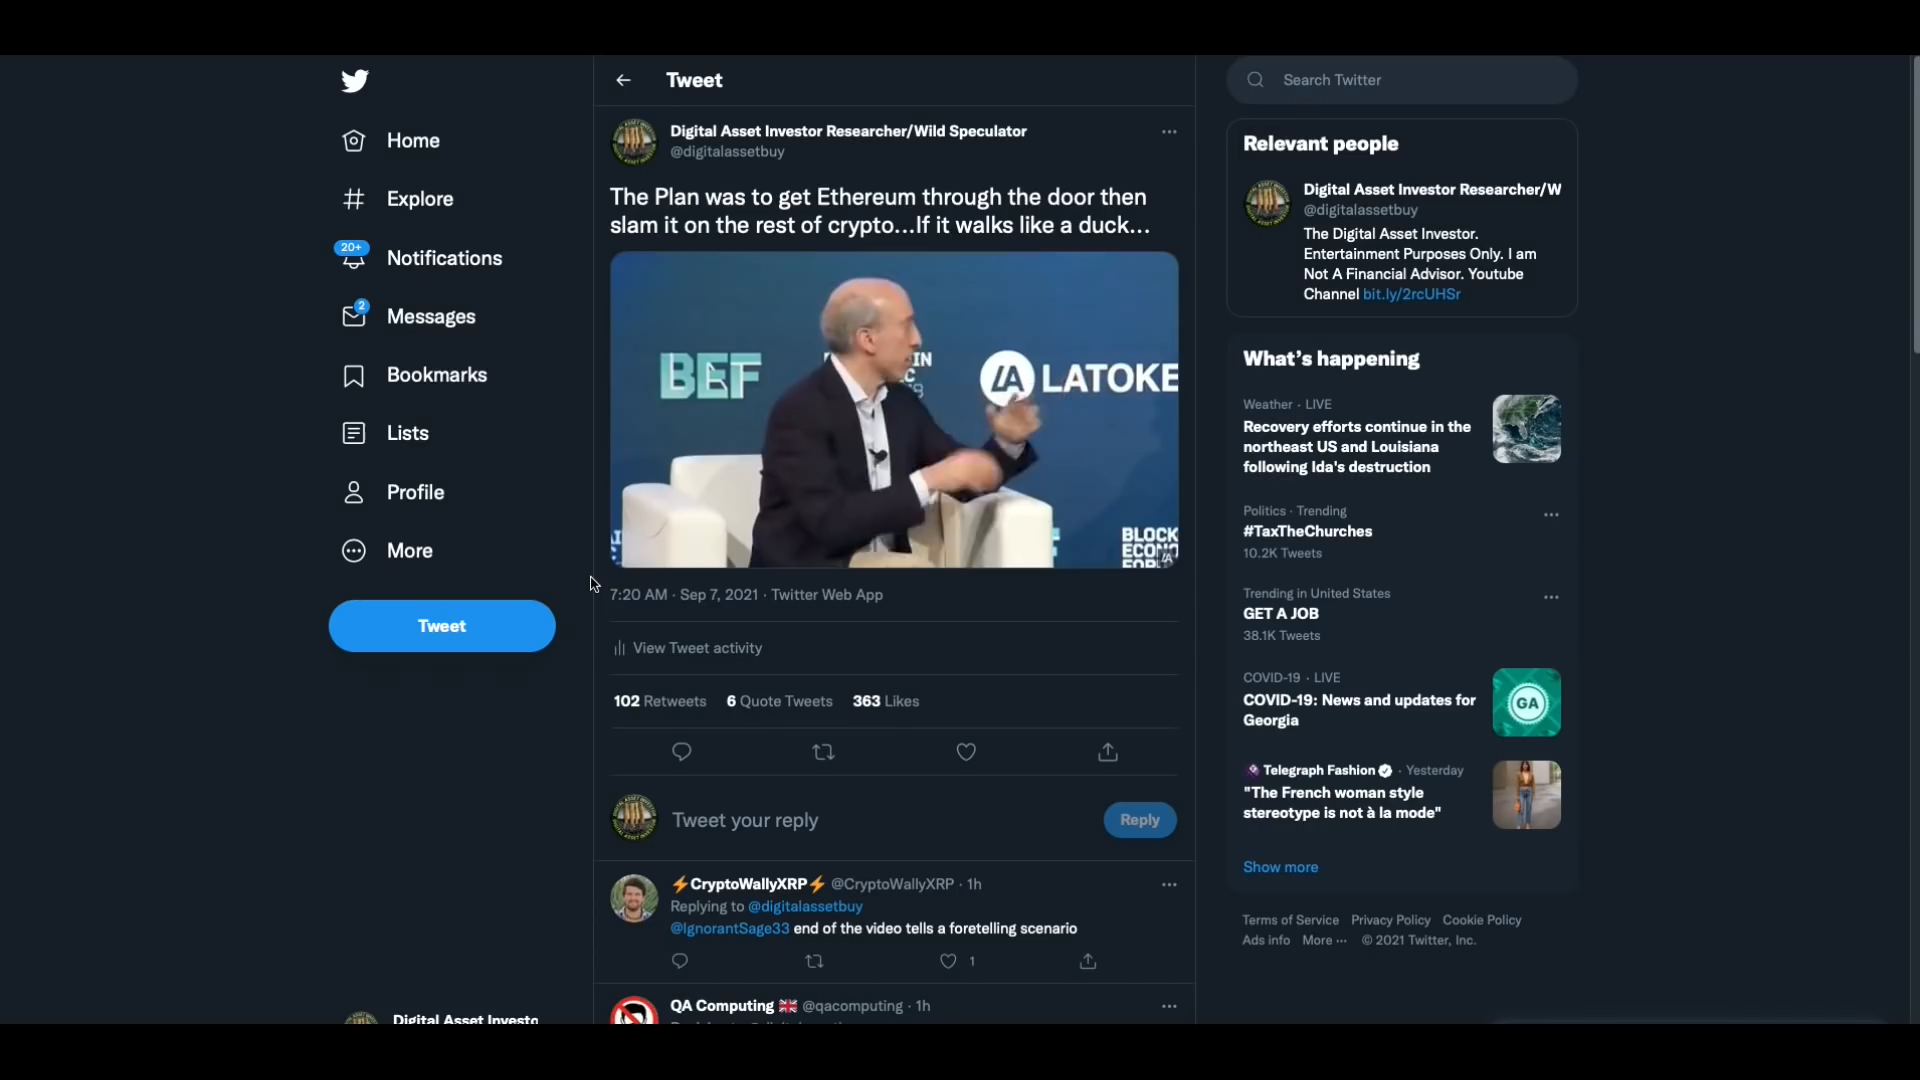 Home
Explore
20+
Notifications
2
Messages
Bookmarks
Lists
Profile
More
Tweet
Digital Asset Investo
Tweet
Digital Asset Investor Researcher/Wild Speculator
@digitalassetbuy
The Plan was to get Ethereum through the door then
slam it on the rest of crypto...If it walks like a duck...
BEF
IN
C
LA LATOKE
BLOCK
ECONO
FORU
7:20 AM · Sep 7, 2021 · Twitter Web App
View Tweet activity
102 Retweets 6 Quote Tweets 363 Likes
Tweet your reply
Reply
⚡CryptoWallyXRP⚡ @CryptoWallyXRP · 1h
Replying to @digitalassetbuy
@IgnorantSage33 end of the video tells a foretelling scenario
1
QA Computing 🇬🇧 @qacomputing · 1h
Search Twitter
Relevant people
Digital Asset Investor Researcher/W
@digitalassetbuy
The Digital Asset Investor.
Entertainment Purposes Only. I am
Not A Financial Advisor. Youtube
Channel bit.ly/2rcUHSr
What's happening
Weather · LIVE
Recovery efforts continue in the
northeast US and Louisiana
following Ida's destruction
Politics · Trending
#TaxTheChurches
10.2K Tweets
Trending in United States
GET A JOB
38.1K Tweets
COVID-19 · LIVE
COVID-19: News and updates for
Georgia
GA
Telegraph Fashion · Yesterday
"The French woman style
stereotype is not à la mode"
Show more
Terms of Service Privacy Policy Cookie Policy
Ads info More ··· © 2021 Twitter, Inc.